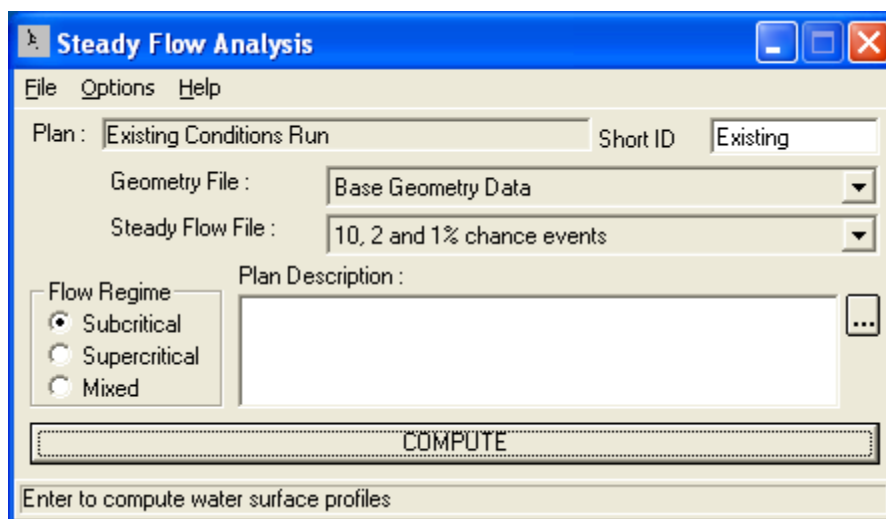 Steady Flow Analysis
File Options Help
Plan : Existing Conditions Run Short ID Existing
Geometry File : Base Geometry Data
Steady Flow File : 10, 2 and 1% chance events
Plan Description :
Flow Regime
Subcritical
Supercritical
Mixed
...
COMPUTE
Enter to compute water surface profiles